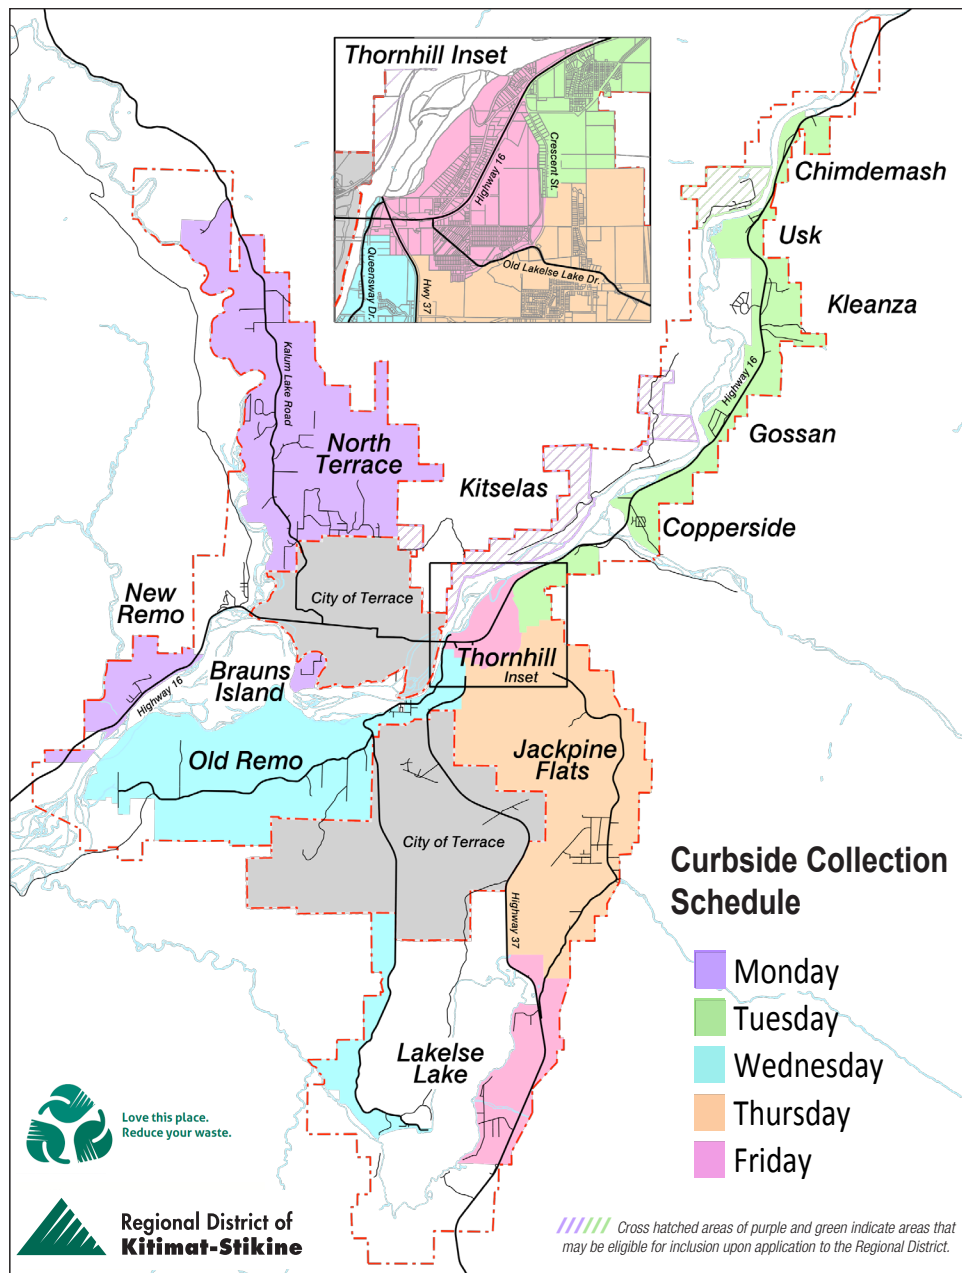 Thornhill Inset
Highway 16
Crescent St.
Queensway Dr.
Hwy 37
Old Lakelse Lake Dr.
Chimdemash
Usk
Kleanza
Highway 16
Gossan
Copperside
Kitselas
Kalum Lake Road
North
Terrace
City of Terrace
New
Remo
Highway 16
Brauns
Island
Thornhill
Inset
Old Remo
Jackpine
Flats
City of Terrace
Highway 37
Lakelse
Lake
Curbside Collection
Schedule
Monday
Tuesday
Wednesday
Thursday
Friday
Love this place.
Reduce your waste.
Regional District of
Kitimat-Stikine
Cross hatched areas of purple and green indicate areas that
may be eligible for inclusion upon application to the Regional District.